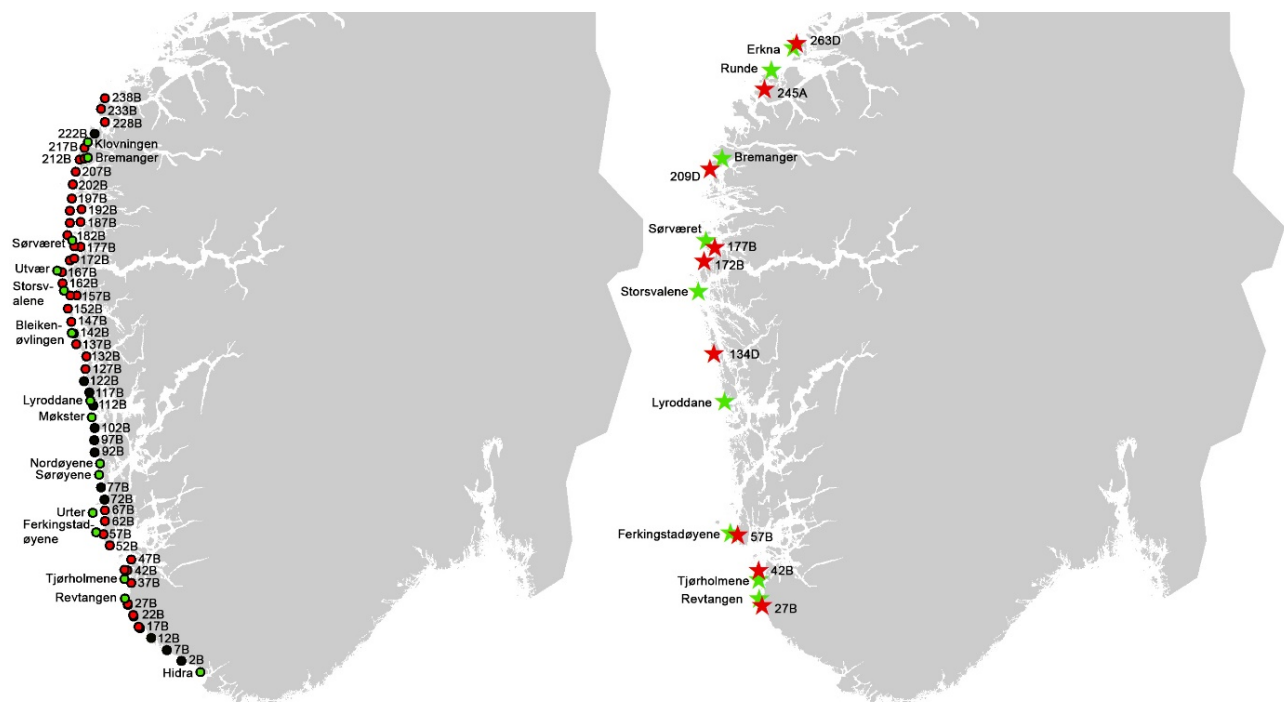 238B
233B
228B
222B
Klovningen
217B
Bremanger
212B
207B
202B
197B
192B
187B
182B
Sørværet
177B
172B
Utvær
167B
162B
Storsv-
alene
157B
152B
147B
Bleiken-
øvlingen
142B
137B
132B
127B
122B
117B
Lyroddane
112B
Møkster
102B
97B
92B
Nordøyene
Sørøyene
77B
72B
67B
Urter
62B
Ferkingstad-
øyene
57B
52B
47B
42B
Tjørholmene
37B
Revtangen
27B
22B
17B
12B
7B
2B
Hidra
263D
Erkna
Runde
245A
Bremanger
209D
Sørværet
177B
172B
Storsvalene
134D
Lyroddane
Ferkingstadøyene
57B
42B
Tjørholmene
Revtangen
27B